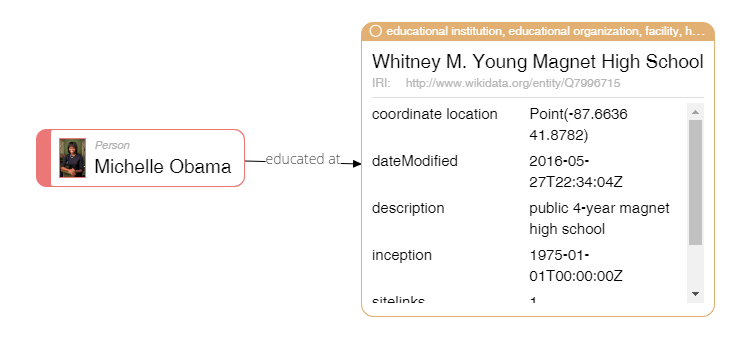 educational institution, educational organization, facility, h...
Whitney M. Young Magnet High School
IRI: http://www.wikidata.org/entity/Q7996715
coordinate location Point(-87.6636
41.8782)
dateModified 2016-05-
27T22:34:04Z
description public 4-year magnet
high school
inception 1975-01-
01T00:00:00Z
sitelinks 1
Person
Michelle Obama
educated at